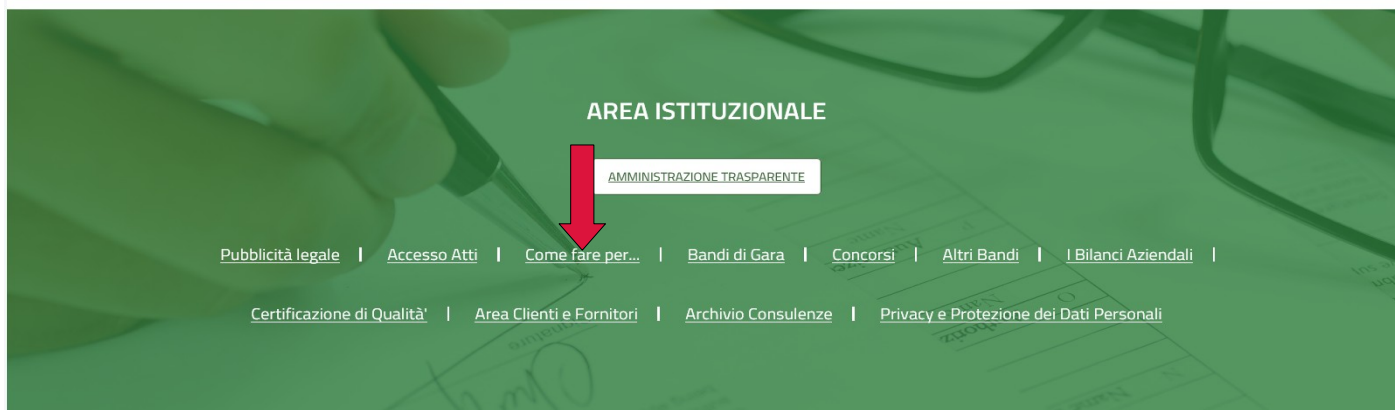 AREA ISTITUZIONALE
AMMINISTRAZIONE TRASPARENTE
Pubblicità legale | Accesso Atti | Come fare per... | Bandi di Gara | Concorsi | Altri Bandi | I Bilanci Aziendali |
Certificazione di Qualità' | Area Clienti e Fornitori | Archivio Consulenze | Privacy e Protezione dei Dati Personali